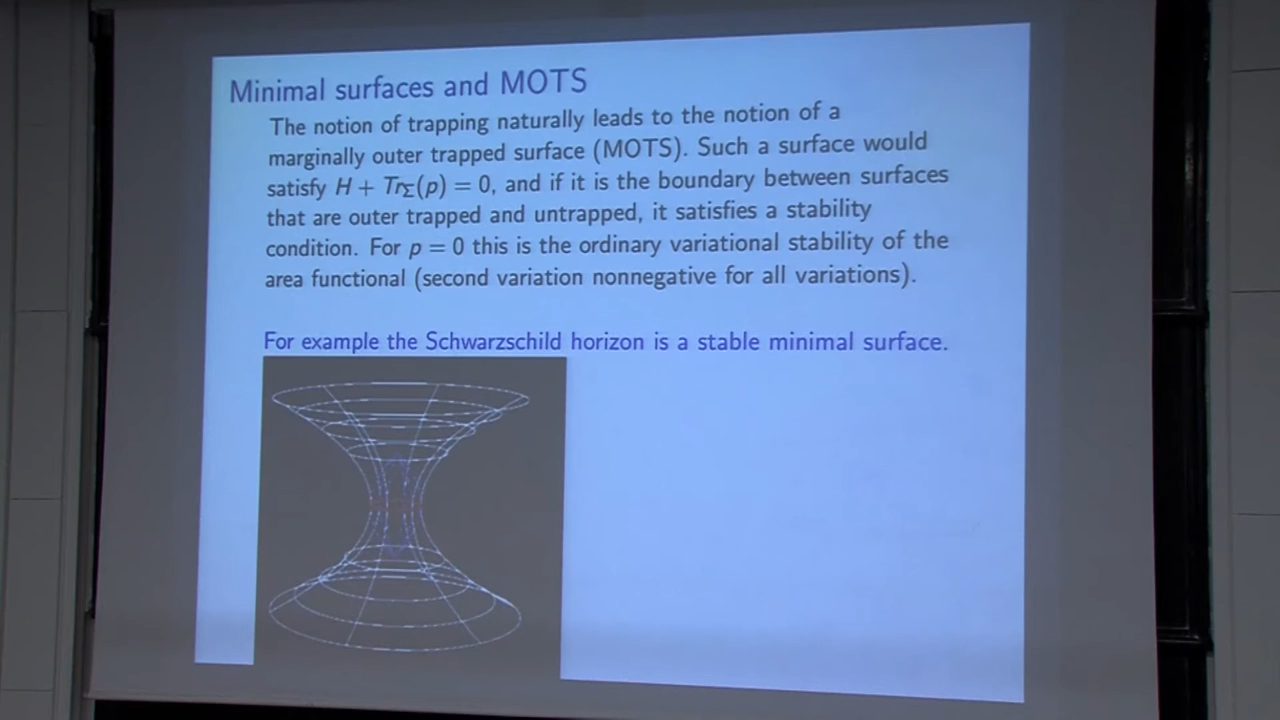 Minimal surfaces and MOTS
The notion of trapping naturally leads to the notion of a
marginally outer trapped surface (MOTS). Such a surface would
satisfy H + Tr_Σ(p) = 0, and if it is the boundary between surfaces
that are outer trapped and untrapped, it satisfies a stability
condition. For p = 0 this is the ordinary variational stability of the
area functional (second variation nonnegative for all variations).
For example the Schwarzschild horizon is a stable minimal surface.